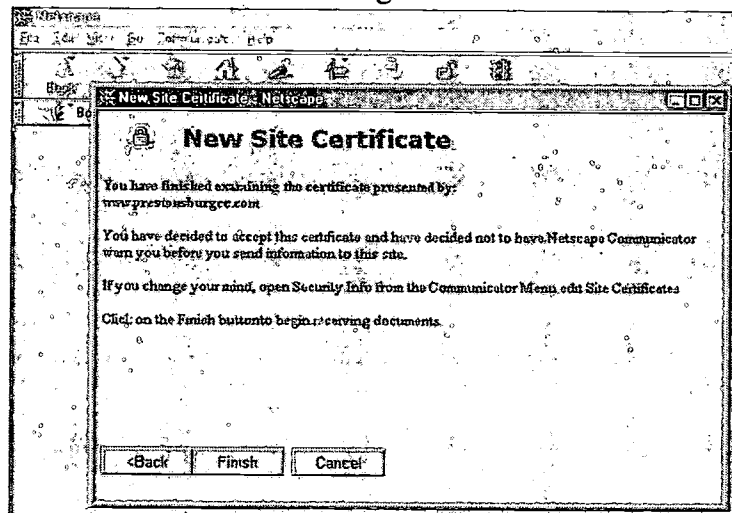 Netscape
Help
New Site Certificate - Netscape
New Site Certificate
You have finished examining the certificate presented by:
www.prestonsburgcc.com
You have decided to accept this certificate and have decided not to have Netscape Communicator
warn you before you send information to this site.
If you change your mind, open Security Info from the Communicator Menu edit Site Certificates
Click on the Finish buttonto begin receiving documents.
<Back
Finish
Cancel